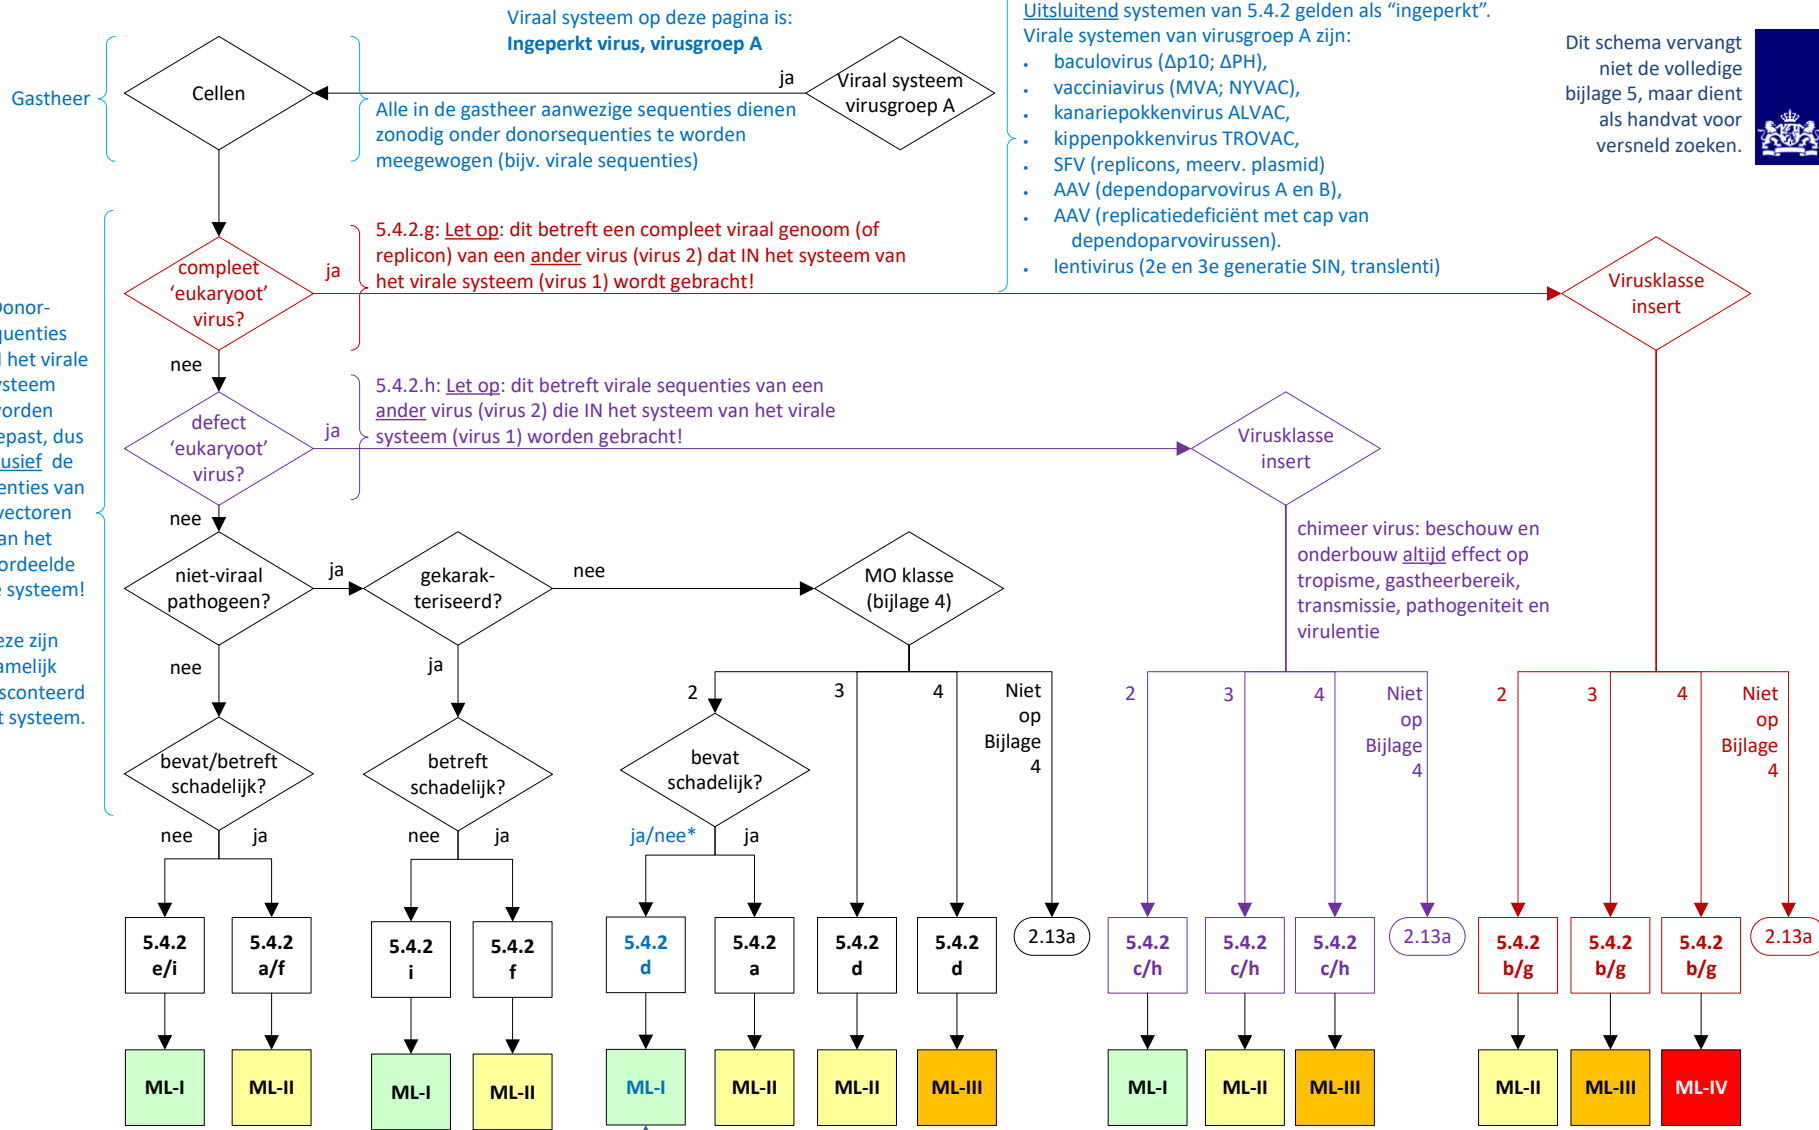 Viraal systeem op deze pagina is:
Ingeperkt virus, virusgroep A
Uitsluitend systemen van 5.4.2 gelden als “ingeperkt”.
Virale systemen van virusgroep A zijn:
• baculovirus (Δp10; ΔPH),
• vacciniavirus (MVA; NYVAC),
• kanariepokkenvirus ALVAC,
• kippenpokkenvirus TROVAC,
• SFV (replicons, meerv. plasmid)
• AAV (dependoparvovirus A en B),
• AAV (replicatiedeficiënt met cap van
dependoparvovirussen).
• lentivirus (2e en 3e generatie SIN, translenti)
Dit schema vervangt
niet de volledige
bijlage 5, maar dient
als handvat voor
versneld zoeken.
Gastheer
Cellen
ja
Viraal systeem
virusgroep A
Alle in de gastheer aanwezige sequenties dienen
zonodig onder donorsequenties te worden
meegewogen (bijv. virale sequenties)
compleet
‘eukaryoot’
virus?
ja
5.4.2.g: Let op: dit betreft een compleet viraal genoom (of
replicon) van een ander virus (virus 2) dat IN het systeem van
het virale systeem (virus 1) wordt gebracht!
Virusklasse
insert
nee
defect
‘eukaryoot’
virus?
ja
5.4.2.h: Let op: dit betreft virale sequenties van een
ander virus (virus 2) die IN het systeem van het virale
systeem (virus 1) worden gebracht!
Virusklasse
insert
het virale
de
van
vectoren
het
systeem!
zijn
systeem.
nee
niet-viraal
pathogeen?
ja
gekarak-
teriseerd?
nee
MO klasse
(bijlage 4)
chimeer virus: beschouw en
onderbouw altijd effect op
tropisme, gastheerbereik,
transmissie, pathogeniteit en
virulentie
nee
ja
2
3
4
Niet
op
Bijlage
4
2
3
4
Niet
op
Bijlage
4
2
3
4
Niet
op
Bijlage
4
bevat/betreft
schadelijk?
betreft
schadelijk?
bevat
schadelijk?
nee
ja
nee
ja
ja/nee*
ja
5.4.2
e/i
5.4.2
a/f
5.4.2
i
5.4.2
f
5.4.2
d
5.4.2
a
5.4.2
d
5.4.2
d
2.13a
5.4.2
c/h
5.4.2
c/h
5.4.2
c/h
2.13a
5.4.2
b/g
5.4.2
b/g
5.4.2
b/g
2.13a
ML-I
ML-II
ML-I
ML-II
ML-I
ML-II
ML-II
ML-III
ML-I
ML-II
ML-III
ML-II
ML-III
ML-IV